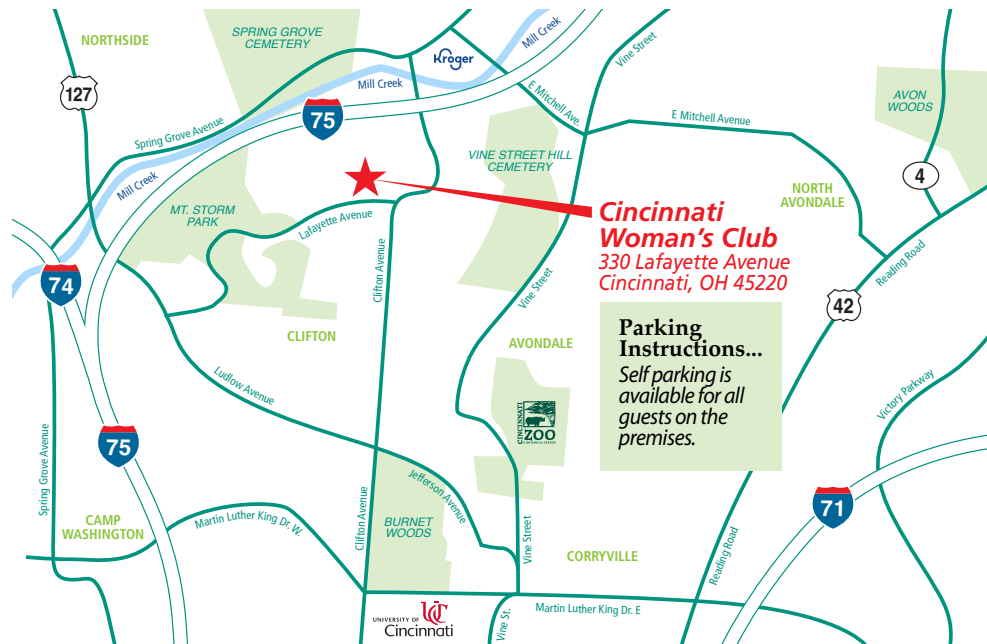 NORTHSIDE
SPRING GROVE
CEMETERY
Kroger
Mill Creek
Vine Street
127
Mill Creek
75
E Mitchell Ave.
E Mitchell Avenue
AVON
WOODS
Spring Grove Avenue
Mill Creek
VINE STREET HILL
CEMETERY
4
NORTH
AVONDALE
MT. STORM
PARK
Lafayette Avenue
Cincinnati
Woman's Club
330 Lafayette Avenue
Cincinnati, OH 45220
Reading Road
74
Clifton Avenue
Vine Street
42
CLIFTON
AVONDALE
Parking
Instructions...
Self parking is
available for all
guests on the
premises.
Ludlow Avenue
Victory Parkway
CINCINNATI
ZOO
& BOTANICAL GARDEN
75
Spring Grove Avenue
Jefferson Avenue
71
CAMP
WASHINGTON
Martin Luther King Dr. W.
Clifton Avenue
BURNET
WOODS
Vine Street
CORRYVILLE
Reading Road
UNIVERSITY OF
Cincinnati
UC
Vine St.
Martin Luther King Dr. E